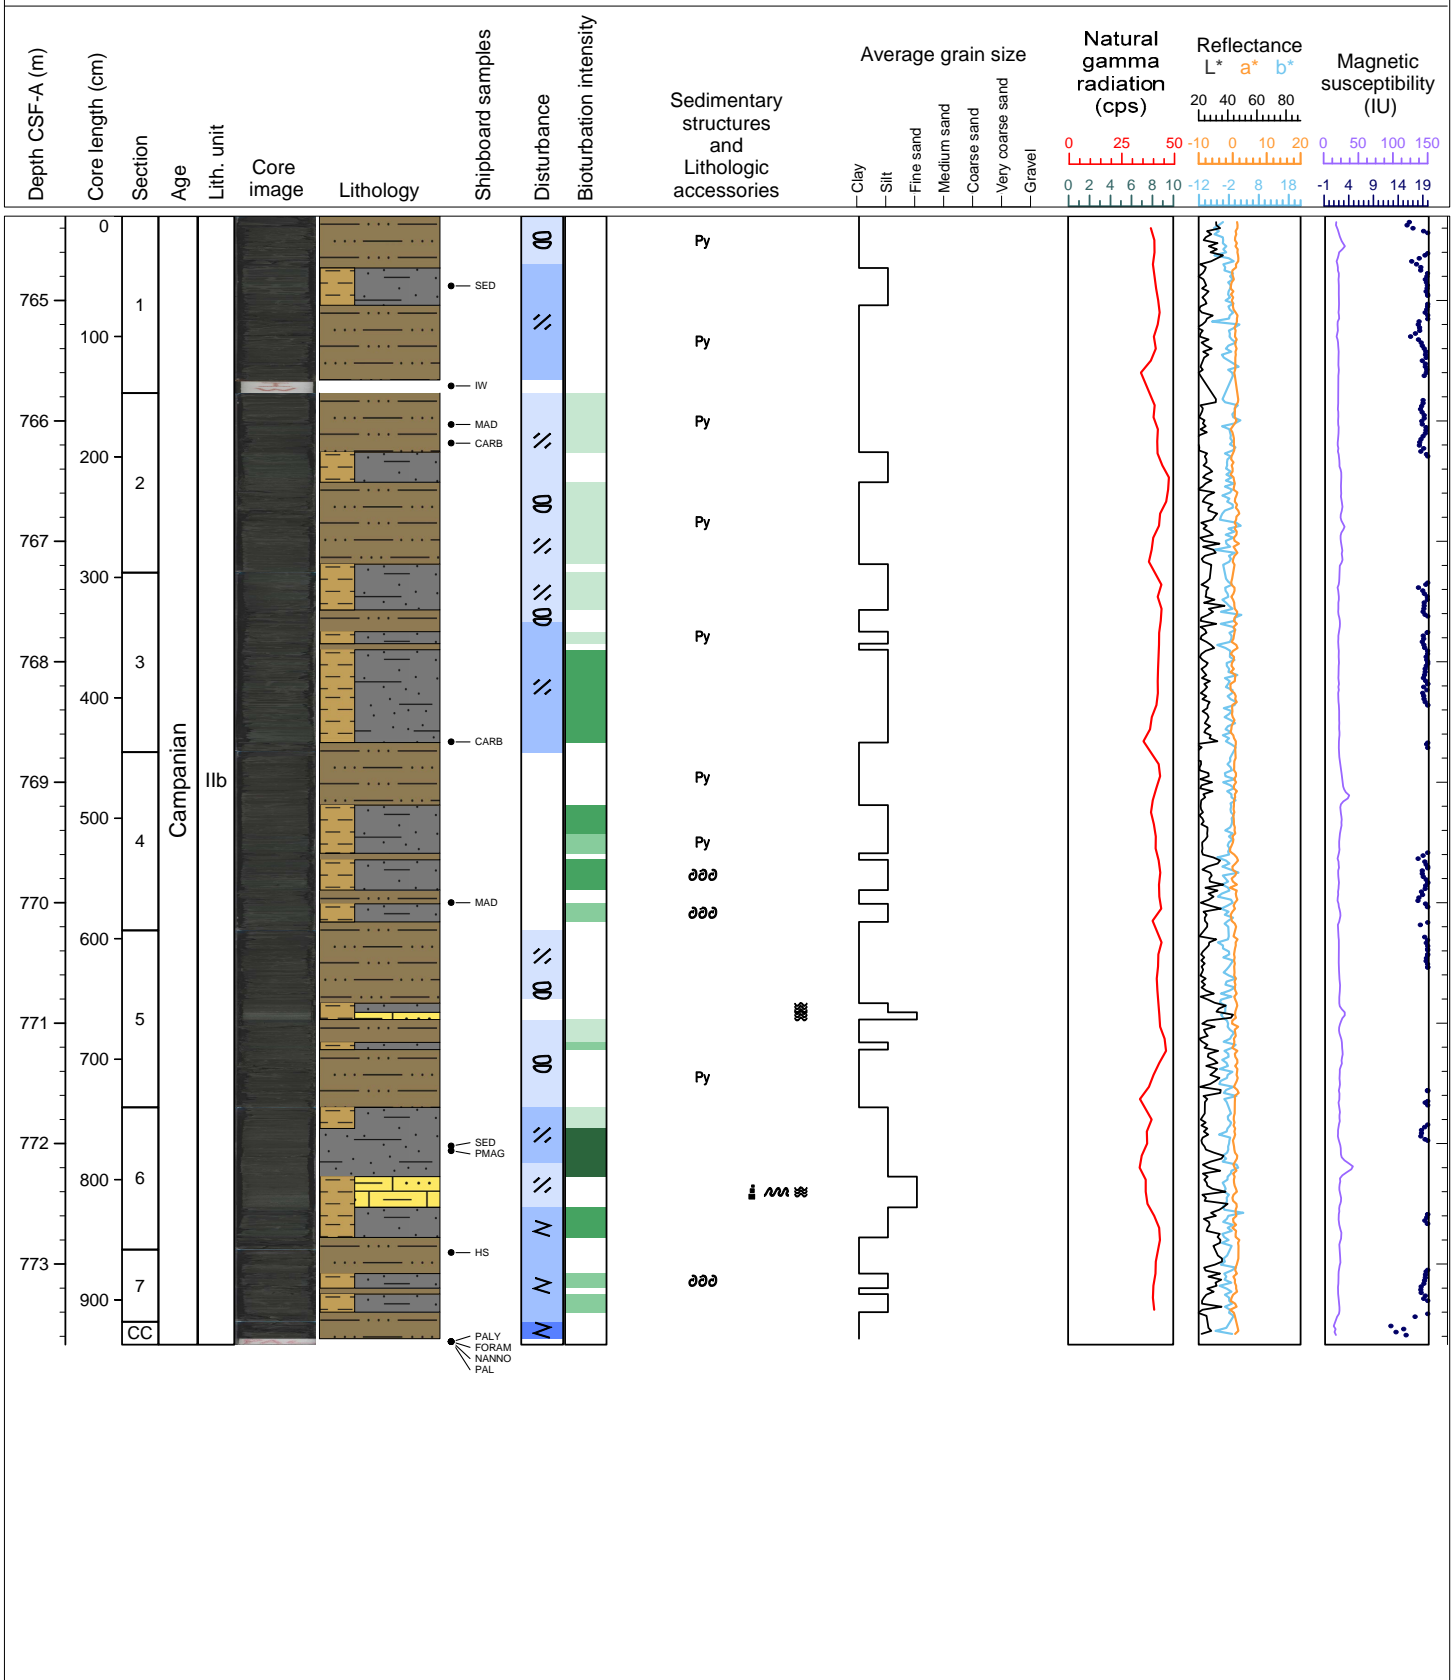 Depth CSF-A (m)
Core length (cm)
Section
Age
Lith. unit
Core
image
Lithology
Shipboard samples
Disturbance
Bioturbation intensity
Sedimentary
structures
and
Lithologic
accessories
Average grain size
Clay
Silt
Fine sand
Medium sand
Coarse sand
Very coarse sand
Gravel
Natural
gamma
radiation
(cps)
0 25 50
0 2 4 6 8 10
Reflectance
L* a* b*
20 40 60 80
-10 0 10 20
-12 -2 8 18
Magnetic
susceptibility
(IU)
0 50 100 150
-1 4 9 14 19
765
766
767
768
769
770
771
772
773
0
100
200
300
400
500
600
700
800
900
1
2
3
4
5
6
7
CC
Campanian
IIb
SED
IW
MAD
CARB
CARB
MAD
SED
PMAG
HS
PALY
FORAM
NANNO
PAL
Py
Py
Py
Py
Py
Py
Py
Py